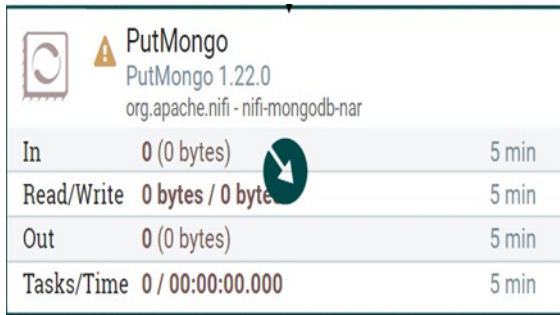 PutMongo
PutMongo 1.22.0
org.apache.nifi - nifi-mongodb-nar
In 0 (0 bytes) 5 min
Read/Write 0 bytes / 0 5 min
Out 0 (0 bytes) 5 min
Tasks/Time 0 / 00:00:00.000 5 min